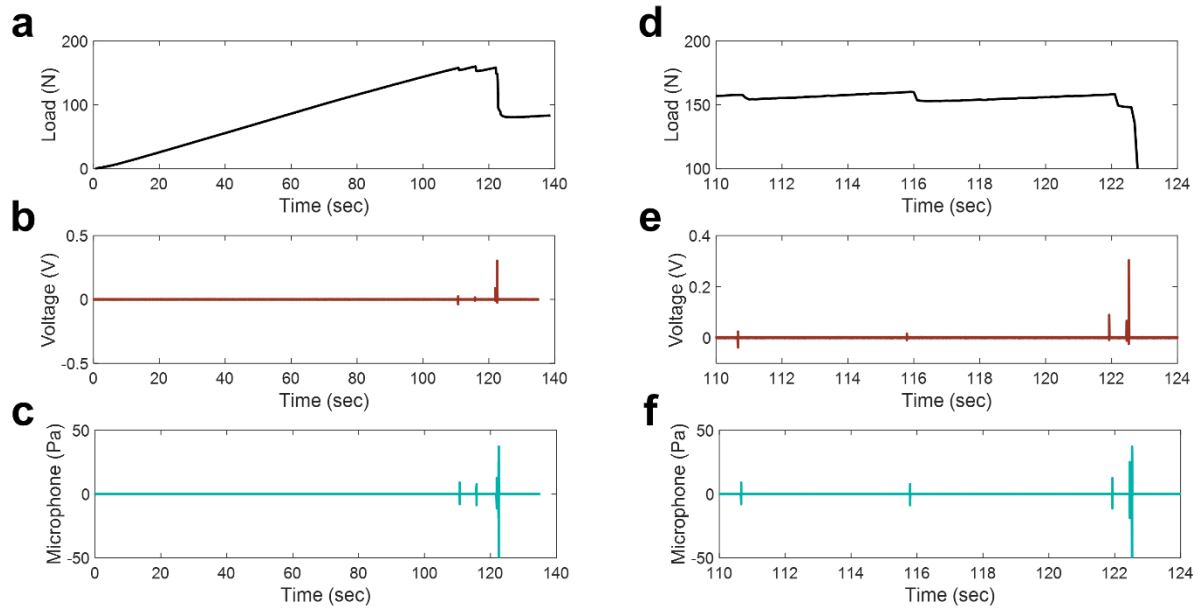 a
200
100
0
Load (N)
0 20 40 60 80 100 120 140
Time (sec)
b
0.5
0
-0.5
Voltage (V)
0 20 40 60 80 100 120 140
Time (sec)
c
50
0
-50
Microphone (Pa)
0 20 40 60 80 100 120 140
Time (sec)
d
200
150
100
Load (N)
110 112 114 116 118 120 122 124
Time (sec)
e
0.4
0.2
0
Voltage (V)
110 112 114 116 118 120 122 124
Time (sec)
f
50
0
-50
Microphone (Pa)
110 112 114 116 118 120 122 124
Time (sec)